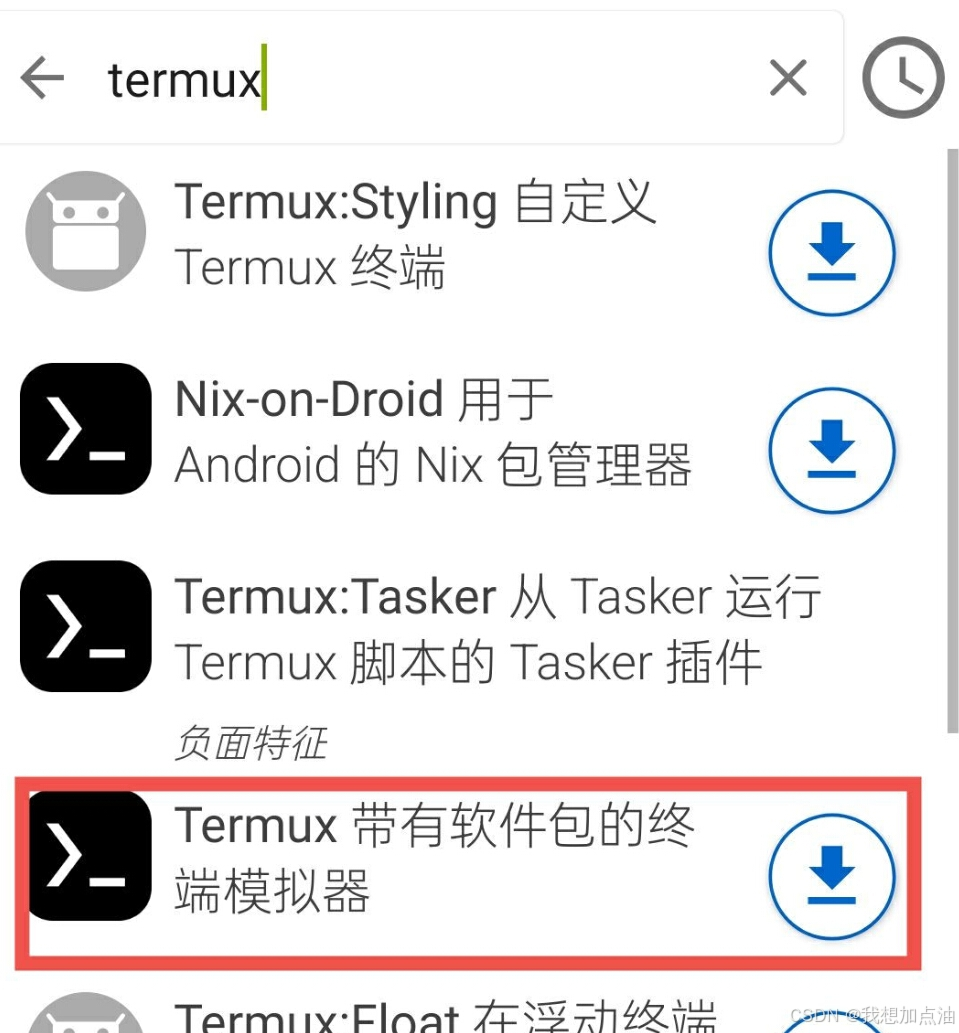 termux
Termux:Styling 自定义
Termux 终端
Nix-on-Droid 用于
Android 的 Nix 包管理器
Termux:Tasker 从 Tasker 运行
Termux 脚本的 Tasker 插件
负面特征
Termux 带有软件包的终
端模拟器
Termux:Float 在浮动终端
CSDN @我想加点油